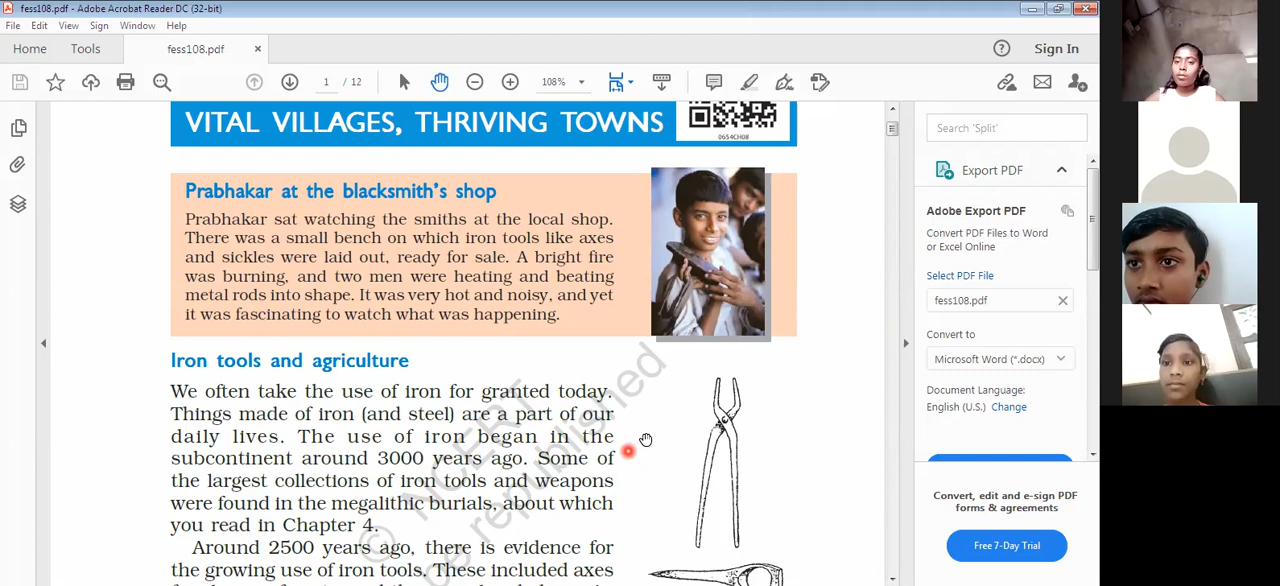 fess108.pdf - Adobe Acrobat Reader DC (32-bit)
File Edit View Sign Window Help
Home Tools fess108.pdf × Sign In
1 / 12 108%
VITAL VILLAGES, THRIVING TOWNS
0654CH08
Prabhakar at the blacksmith's shop
Prabhakar sat watching the smiths at the local shop.
There was a small bench on which iron tools like axes
and sickles were laid out, ready for sale. A bright fire
was burning, and two men were heating and beating
metal rods into shape. It was very hot and noisy, and yet
it was fascinating to watch what was happening.
Iron tools and agriculture
We often take the use of iron for granted today.
Things made of iron (and steel) are a part of our
daily lives. The use of iron began in the
subcontinent around 3000 years ago. Some of
the largest collections of iron tools and weapons
were found in the megalithic burials, about which
you read in Chapter 4.
Around 2500 years ago, there is evidence for
the growing use of iron tools. These included axes
© NCERT
be republished
Search 'Split'
Export PDF
Adobe Export PDF
Convert PDF Files to Word
or Excel Online
Select PDF File
fess108.pdf
Convert to
Microsoft Word (*.docx)
Document Language:
English (U.S.) Change
Convert, edit and e-sign PDF
forms & agreements
Free 7-Day Trial